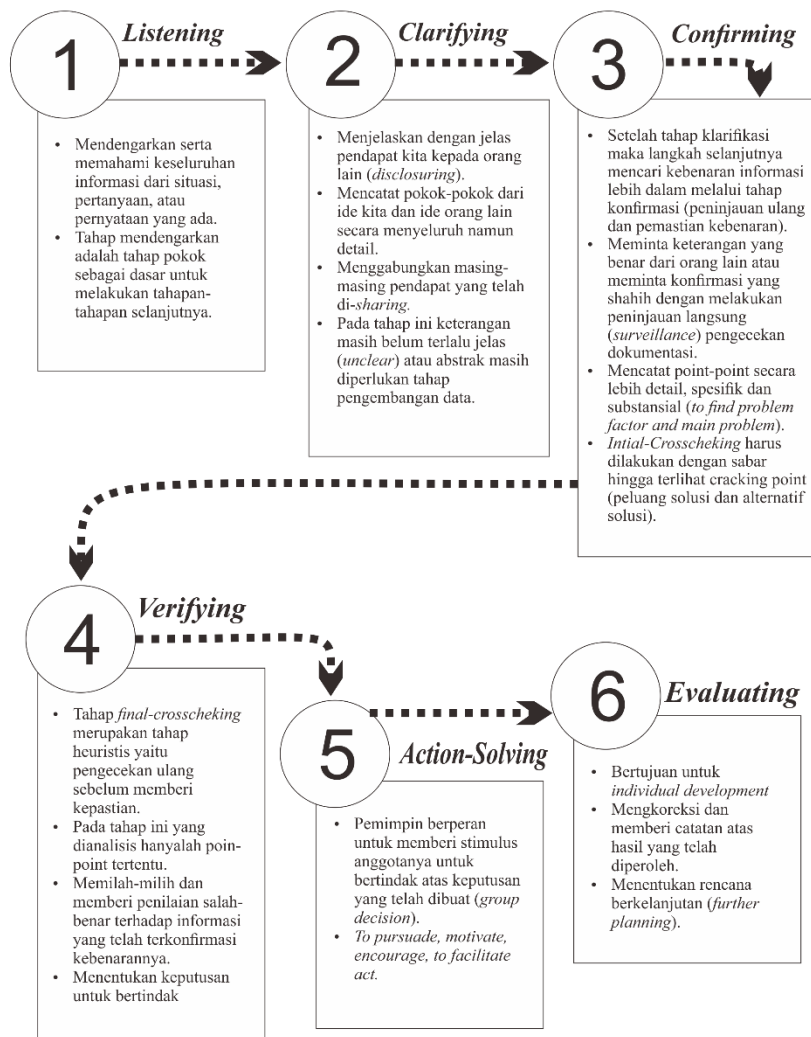 1
Listening
• Mendengarkan serta
memahami keseluruhan
informasi dari situasi,
pertanyaan, atau
pernyataan yang ada.
• Tahap mendengarkan
adalah tahap pokok
sebagai dasar untuk
melakukan tahapan-
tahapan selanjutnya.
2
Clarifying
• Menjelaskan dengan jelas
pendapat kita kepada orang
lain (disclosuring).
• Mencatat pokok-pokok dari
ide kita dan ide orang lain
secara menyeluruh namun
detail.
• Menggabungkan masing-
masing pendapat yang telah
di-sharing.
• Pada tahap ini keterangan
masih belum terlalu jelas
(unclear) atau abstrak masih
diperlukan tahap
pengembangan data.
3
Confirming
• Setelah tahap klarifikasi
maka langkah selanjutnya
mencari kebenaran informasi
lebih dalam melalui tahap
konfirmasi (peninjauan ulang
dan pemastian kebenaran).
• Meminta keterangan yang
benar dari orang lain atau
meminta konfirmasi yang
shahih dengan melakukan
peninjauan langsung
(surveillance) pengecekan
dokumentasi.
• Mencatat point-point secara
lebih detail, spesifik dan
substansial (to find problem
factor and main problem).
• Intial-Crosscheking harus
dilakukan dengan sabar
hingga terlihat cracking point
(peluang solusi dan alternatif
solusi).
4
Verifying
• Tahap final-crosscheking
merupakan tahap
heuristis yaitu
pengecekan ulang
sebelum memberi
kepastian.
• Pada tahap ini yang
dianalisis hanyalah poin-
point tertentu.
• Memilah-milih dan
memberi penilaian salah-
benar terhadap informasi
yang telah terkonfirmasi
kebenarannya.
• Menentukan keputusan
untuk bertindak
5
Action-Solving
• Pemimpin berperan
untuk memberi stimulus
anggotanya untuk
bertindak atas keputusan
yang telah dibuat (group
decision).
• To pursuade, motivate,
encourage, to facilitate
act.
6
Evaluating
• Bertujuan untuk
individual development
• Mengkoreksi dan
memberi catatan atas
hasil yang telah
diperoleh.
• Menentukan rencana
berkelanjutan (further
planning).